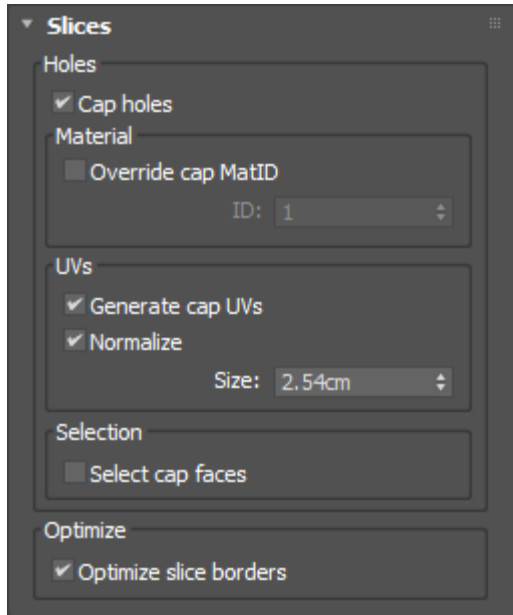 Slices
Holes
Cap holes
Material
Override cap MatID
ID: 1
UVs
Generate cap UVs
Normalize
Size: 2.54cm
Selection
Select cap faces
Optimize
Optimize slice borders